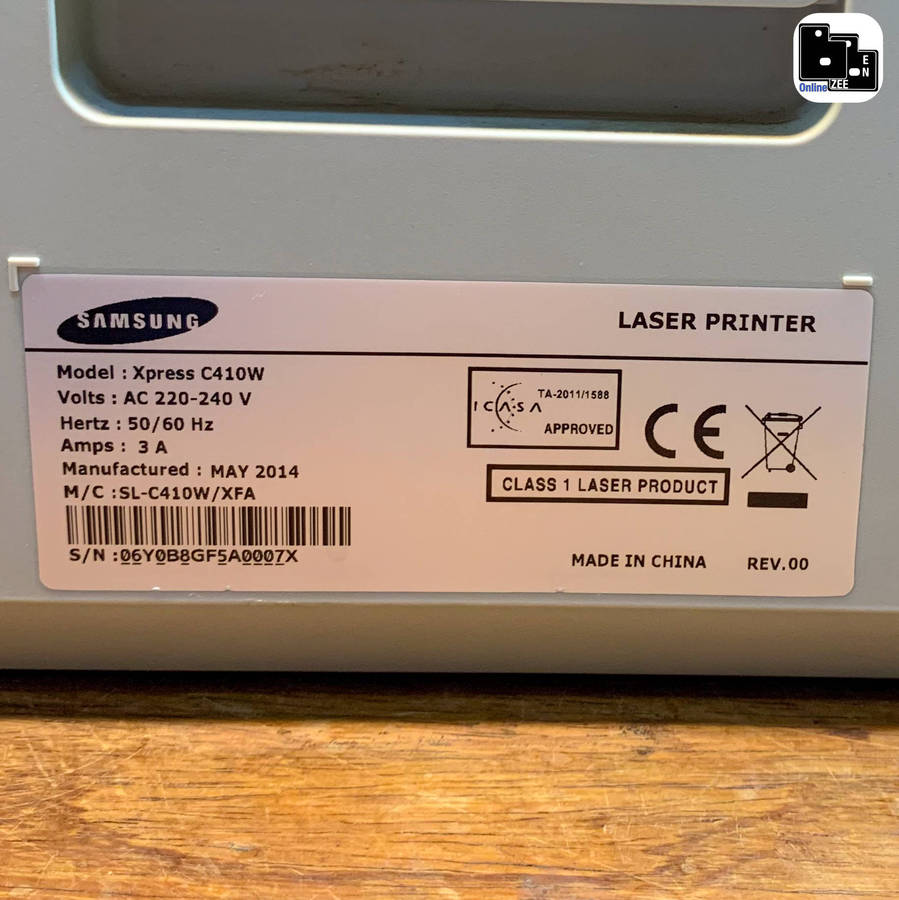 Online ZEE
E
N
SAMSUNG
LASER PRINTER
Model : Xpress C410W
Volts : AC 220-240 V
Hertz : 50/60 Hz
Amps : 3 A
Manufactured : MAY 2014
M/C : SL-C410W/XFA
S/N : 06Y0B8GF5A0007X
TA-2011/1588
ICASA
APPROVED
CE
CLASS 1 LASER PRODUCT
MADE IN CHINA
REV.00